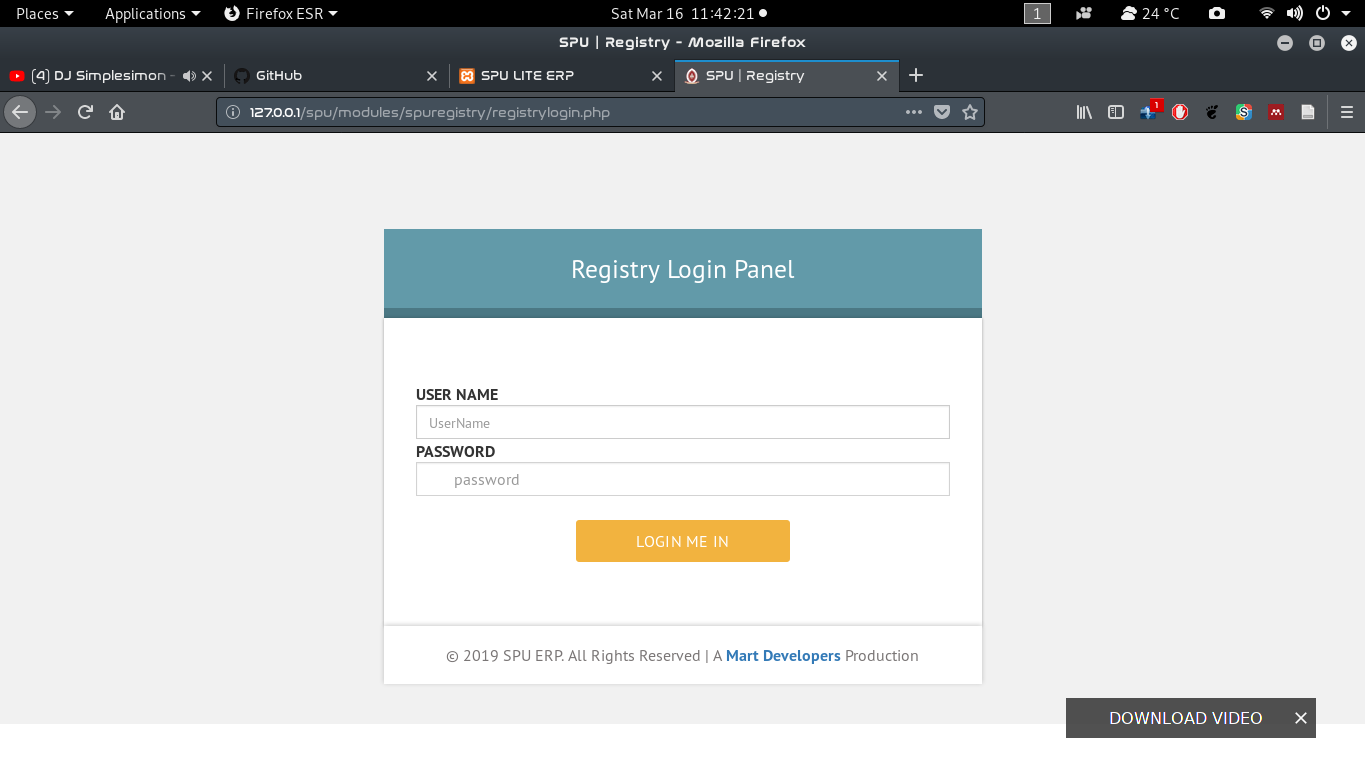 Places Applications Firefox ESR Sat Mar 16 11:42:21 1 24 °C
SPU | Registry - Mozilla Firefox
(4) DJ Simplesimon - GitHub SPU LITE ERP SPU | Registry
127.0.0.1/spu/modules/spuregistry/registrylogin.php 1
Registry Login Panel
USER NAME
UserName
PASSWORD
password
LOGIN ME IN
© 2019 SPU ERP. All Rights Reserved | A Mart Developers Production
DOWNLOAD VIDEO